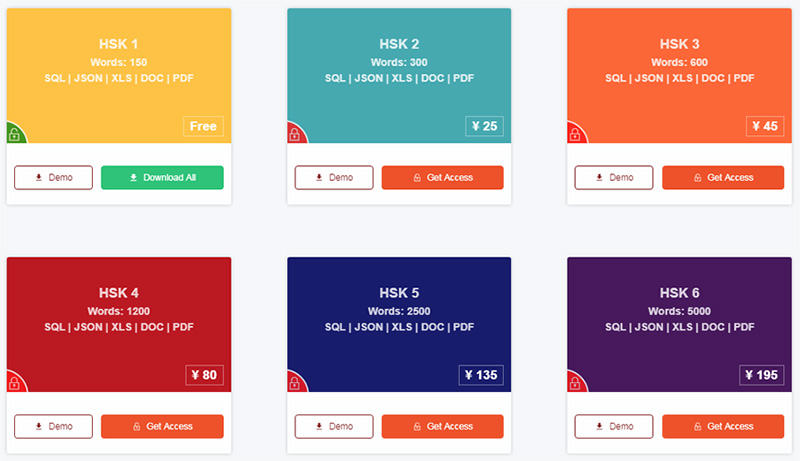 HSK 1
Words: 150
SQL | JSON | XLS | DOC | PDF
Free
Demo
Download All
HSK 2
Words: 300
SQL | JSON | XLS | DOC | PDF
¥ 25
Demo
Get Access
HSK 3
Words: 600
SQL | JSON | XLS | DOC | PDF
¥ 45
Demo
Get Access
HSK 4
Words: 1200
SQL | JSON | XLS | DOC | PDF
¥ 80
Demo
Get Access
HSK 5
Words: 2500
SQL | JSON | XLS | DOC | PDF
¥ 135
Demo
Get Access
HSK 6
Words: 5000
SQL | JSON | XLS | DOC | PDF
¥ 195
Demo
Get Access